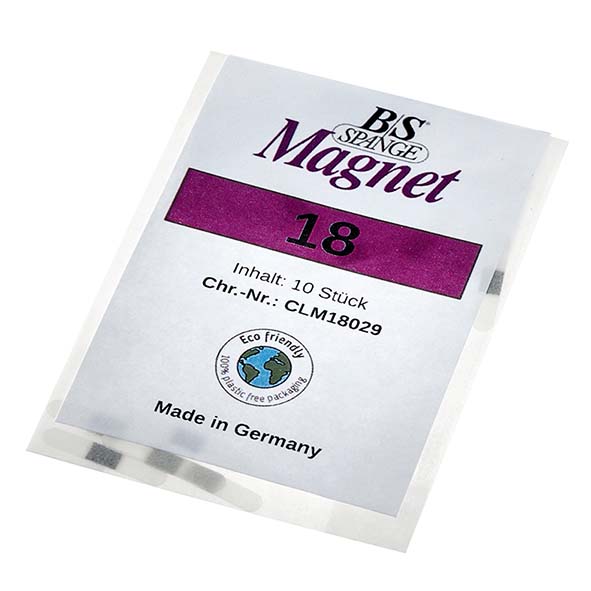 B/S®
SPANGE
Magnet
18
Inhalt: 10 Stück
Chr.-Nr.: CLM18029
Eco friendly
100% plastic free packaging
Made in Germany